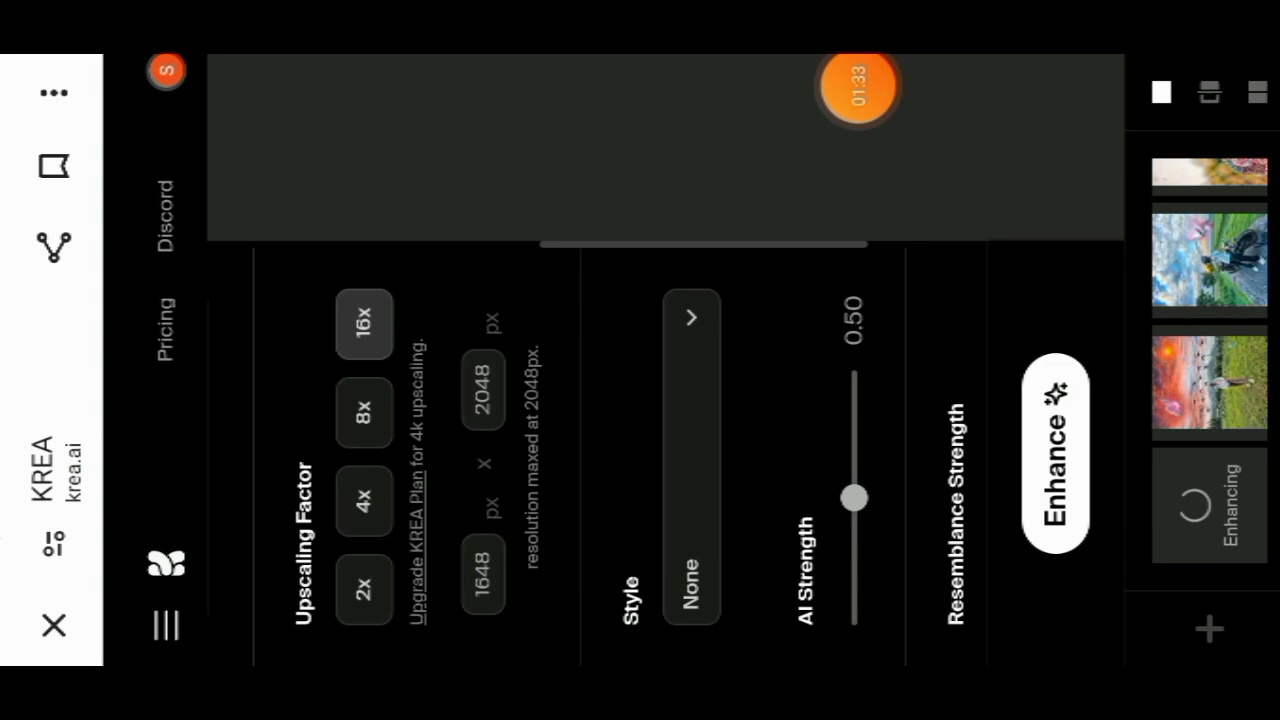 KREA
krea.ai
Pricing
Discord
S
Upscaling Factor
2x 4x 8x 16x
Upgrade KREA Plan for 4k upscaling.
1648 px x 2048 px
resolution maxed at 2048px.
Style
None
AI Strength
0.50
01:33
Resemblance Strength
Enhance
Enhancing